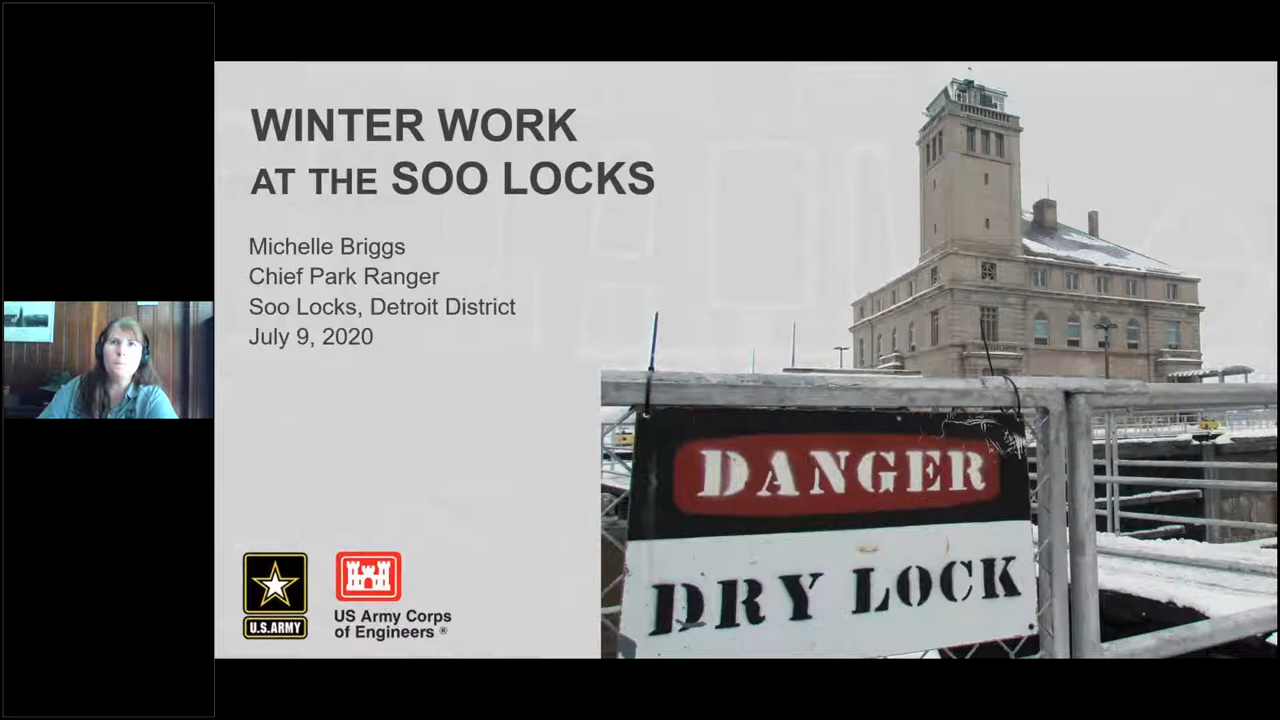 WINTER WORK
AT THE SOO LOCKS
Michelle Briggs
Chief Park Ranger
Soo Locks, Detroit District
July 9, 2020
DANGER
DRY LOCK
U.S.ARMY
US Army Corps
of Engineers ®